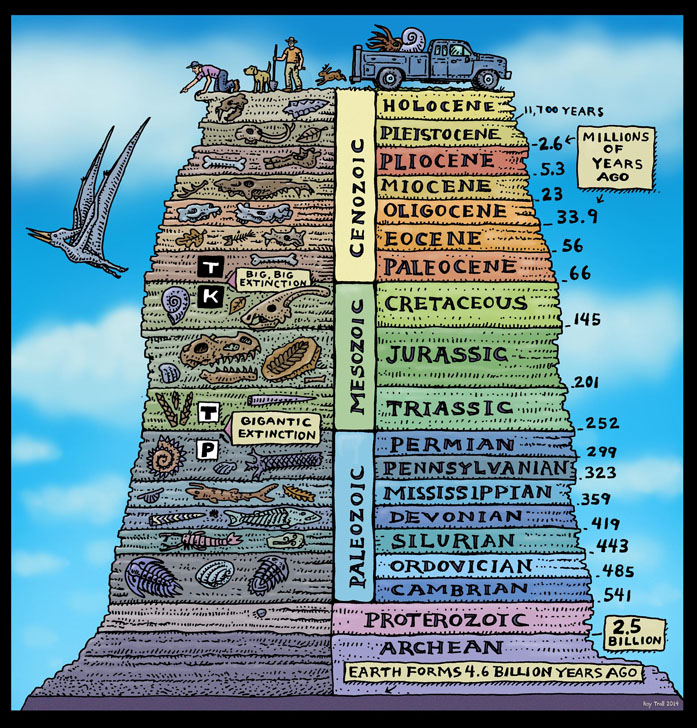 HOLOCENE
11,700 YEARS
PLEISTOCENE
2.6
MILLIONS
OF
YEARS
AGO
PLIOCENE
5.3
MIOCENE
23
OLIGOCENE
33.9
EOCENE
56
PALEOCENE
66
CENOZOIC
T
BIG, BIG
EXTINCTION
K
CRETACEOUS
145
JURASSIC
201
TRIASSIC
252
MESOZOIC
T
GIGANTIC
EXTINCTION
P
PERMIAN
299
PENNSYLVANIAN
323
MISSISSIPPIAN
359
DEVONIAN
419
SILURIAN
443
ORDOVICIAN
485
CAMBRIAN
541
PALEOZOIC
PROTEROZOIC
2.5
BILLION
ARCHEAN
EARTH FORMS 4.6 BILLION YEARS AGO
Ray Troll 2014